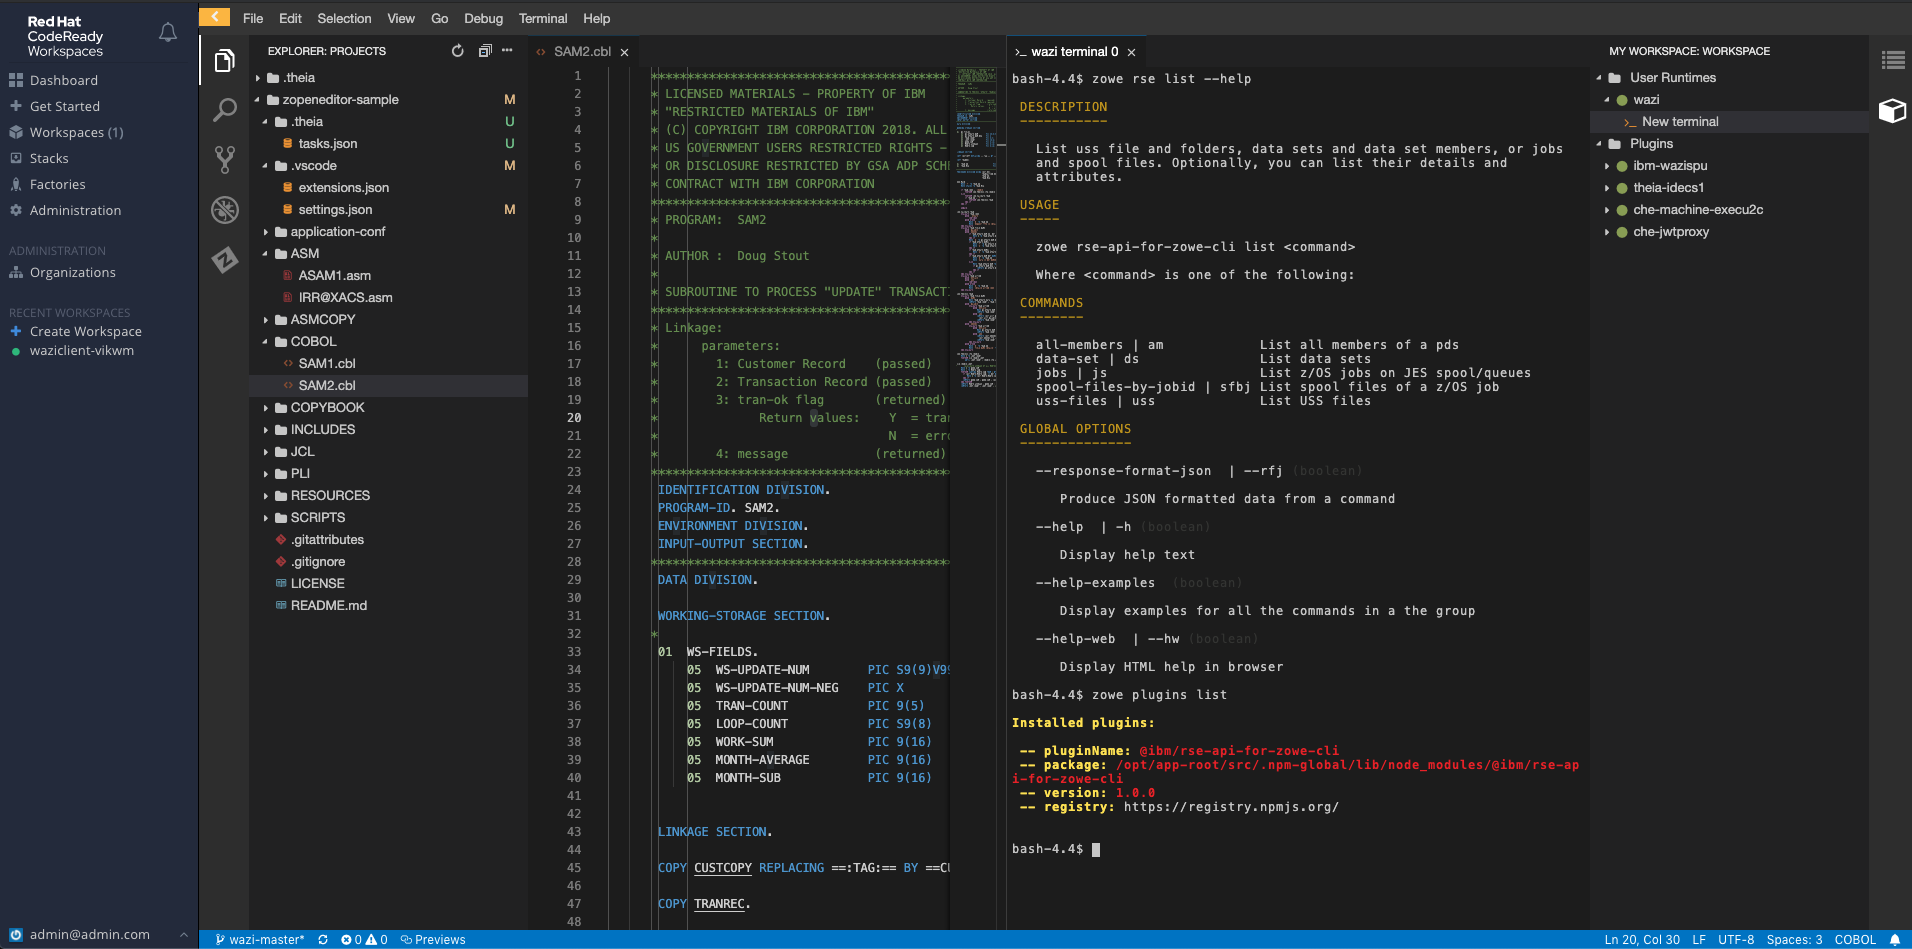 Red Hat
CodeReady
Workspaces
Dashboard
Get Started
Workspaces (1)
Stacks
Factories
Administration
ADMINISTRATION
Organizations
RECENT WORKSPACES
Create Workspace
waziclient-vikwm
admin@admin.com
File Edit Selection View Go Debug Terminal Help
EXPLORER: PROJECTS
.theia
zopeneditor-sample M
.theia U
tasks.json U
.vscode M
extensions.json
settings.json M
application-conf
ASM
ASAM1.asm
IRR@XACS.asm
ASMCOPY
COBOL
SAM1.cbl
SAM2.cbl
COPYBOOK
INCLUDES
JCL
PLI
RESOURCES
SCRIPTS
.gitattributes
.gitignore
LICENSE
README.md
SAM2.cbl
1 *****************************************
2 * LICENSED MATERIALS - PROPERTY OF IBM
3 * "RESTRICTED MATERIALS OF IBM"
4 * (C) COPYRIGHT IBM CORPORATION 2018. ALL
5 * US GOVERNMENT USERS RESTRICTED RIGHTS -
6 * OR DISCLOSURE RESTRICTED BY GSA ADP SCHE
7 * CONTRACT WITH IBM CORPORATION
8 *****************************************
9 * PROGRAM:  SAM2
10 *
11 * AUTHOR :  Doug Stout
12 *
13 * SUBROUTINE TO PROCESS "UPDATE" TRANSACTI
14 *****************************************
15 * Linkage:
16 *      parameters:
17 *        1: Customer Record    (passed)
18 *        2: Transaction Record (passed)
19 *        3: tran-ok flag       (returned)
20 *              Return values:    Y  = tran
21 *                                N  = erro
22 *        4: message            (returned)
23 *****************************************
24 IDENTIFICATION DIVISION.
25 PROGRAM-ID. SAM2.
26 ENVIRONMENT DIVISION.
27 INPUT-OUTPUT SECTION.
28 *****************************************
29 DATA DIVISION.
30
31 WORKING-STORAGE SECTION.
32 *
33 01  WS-FIELDS.
34 05  WS-UPDATE-NUM        PIC S9(9)V99
35 05  WS-UPDATE-NUM-NEG    PIC X
36 05  TRAN-COUNT           PIC 9(5)
37 05  LOOP-COUNT           PIC S9(8)
38 05  WORK-SUM             PIC 9(16)
39 05  MONTH-AVERAGE        PIC 9(16)
40 05  MONTH-SUB            PIC 9(16)
41
42
43 LINKAGE SECTION.
44
45 COPY CUSTCOPY REPLACING ==:TAG:== BY ==CU
46
47 COPY TRANREC.
48
>_ wazi terminal 0
bash-4.4$ zowe rse list --help
DESCRIPTION
-----------
List uss file and folders, data sets and data set members, or jobs
and spool files. Optionally, you can list their details and
attributes.
USAGE
-----
zowe rse-api-for-zowe-cli list <command>
Where <command> is one of the following:
COMMANDS
--------
all-members | am            List all members of a pds
data-set | ds               List data sets
jobs | js                   List z/OS jobs on JES spool/queues
spool-files-by-jobid | sfbj List spool files of a z/OS job
uss-files | uss             List USS files
GLOBAL OPTIONS
--------------
--response-format-json  | --rfj (boolean)
Produce JSON formatted data from a command
--help  | -h (boolean)
Display help text
--help-examples  (boolean)
Display examples for all the commands in a the group
--help-web  | --hw (boolean)
Display HTML help in browser
bash-4.4$ zowe plugins list
Installed plugins:
-- pluginName: @ibm/rse-api-for-zowe-cli
-- package: /opt/app-root/src/.npm-global/lib/node_modules/@ibm/rse-ap
i-for-zowe-cli
-- version: 1.0.0
-- registry: https://registry.npmjs.org/
bash-4.4$
MY WORKSPACE: WORKSPACE
User Runtimes
wazi
>_ New terminal
Plugins
ibm-wazispu
theia-idecs1
che-machine-execu2c
che-jwtproxy
wazi-master* 0 0 Previews
Ln 20, Col 30 LF UTF-8 Spaces: 3 COBOL